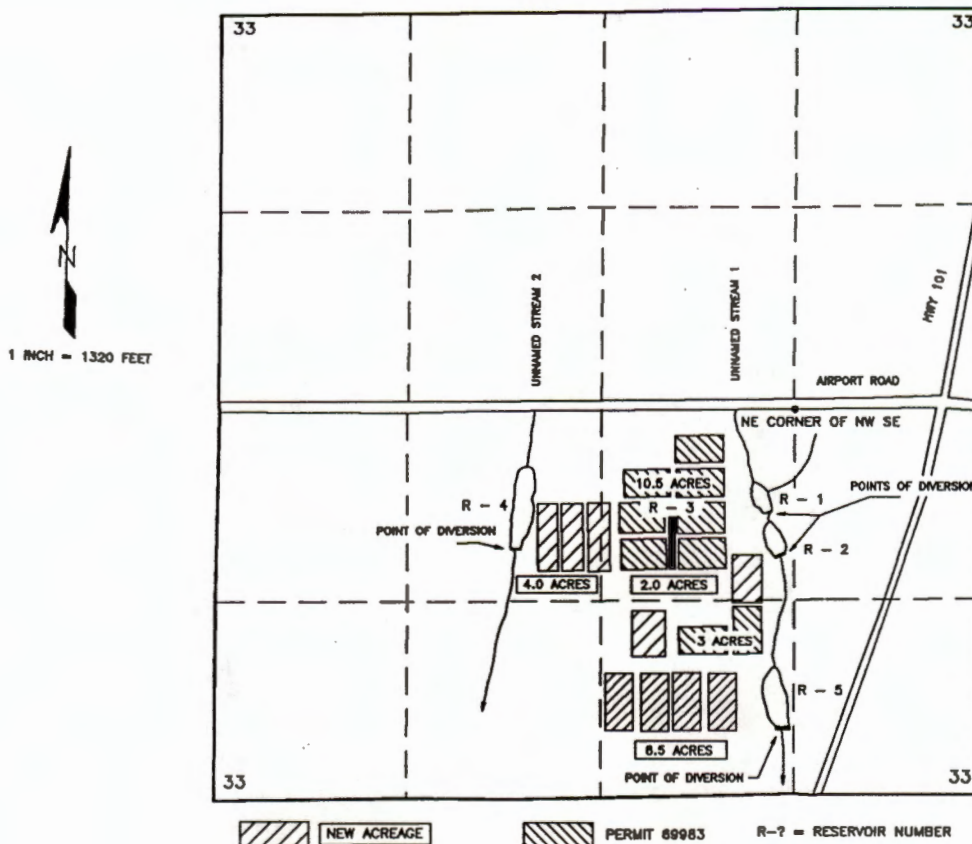 33
33
N
1 INCH = 1320 FEET
UNNAMED STREAM 2
UNNAMED STREAM 1
HWY 101
AIRPORT ROAD
NE CORNER OF NW SE
10.5 ACRES
R - 4
R - 3
R - 1
POINTS OF DIVERSION
POINT OF DIVERSION
R - 2
4.0 ACRES
2.0 ACRES
3 ACRES
R - 5
6.5 ACRES
POINT OF DIVERSION
33
33
NEW ACREAGE
PERMIT 69983
R-? = RESERVOIR NUMBER